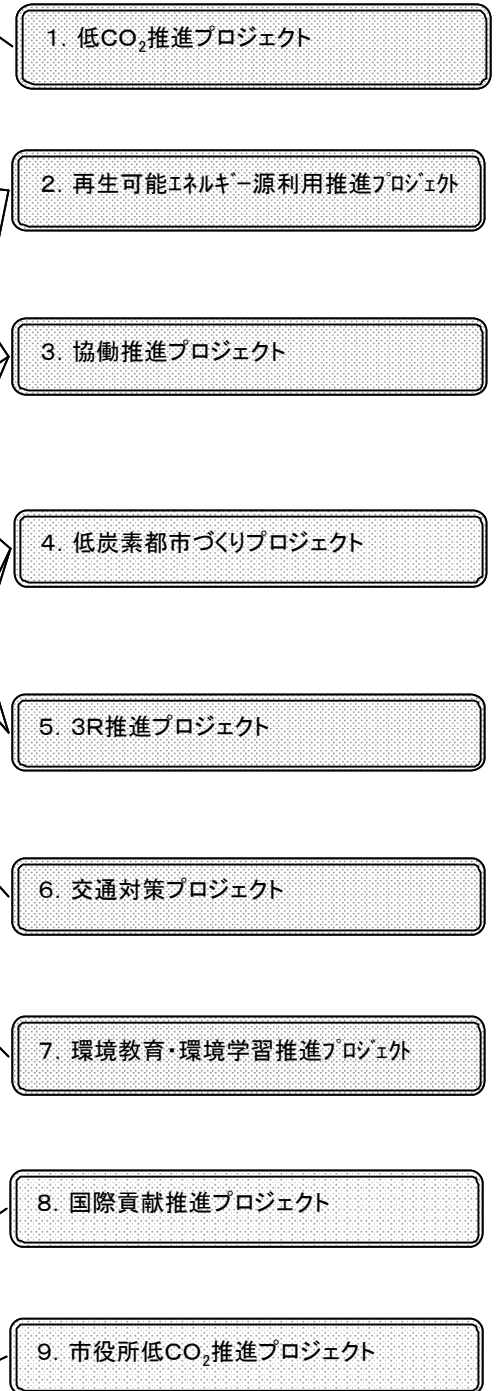 １．低CO₂推進プロジェクト
２．再生可能ｴﾈﾙｷﾞｰ源利用推進ﾌﾟﾛｼﾞｪｸﾄ
３．協働推進プロジェクト
４．低炭素都市づくりプロジェクト
５．３Ｒ推進プロジェクト
６．交通対策プロジェクト
７．環境教育・環境学習推進ﾌﾟﾛｼﾞｪｸﾄ
８．国際貢献推進プロジェクト
９．市役所低CO₂推進プロジェクト